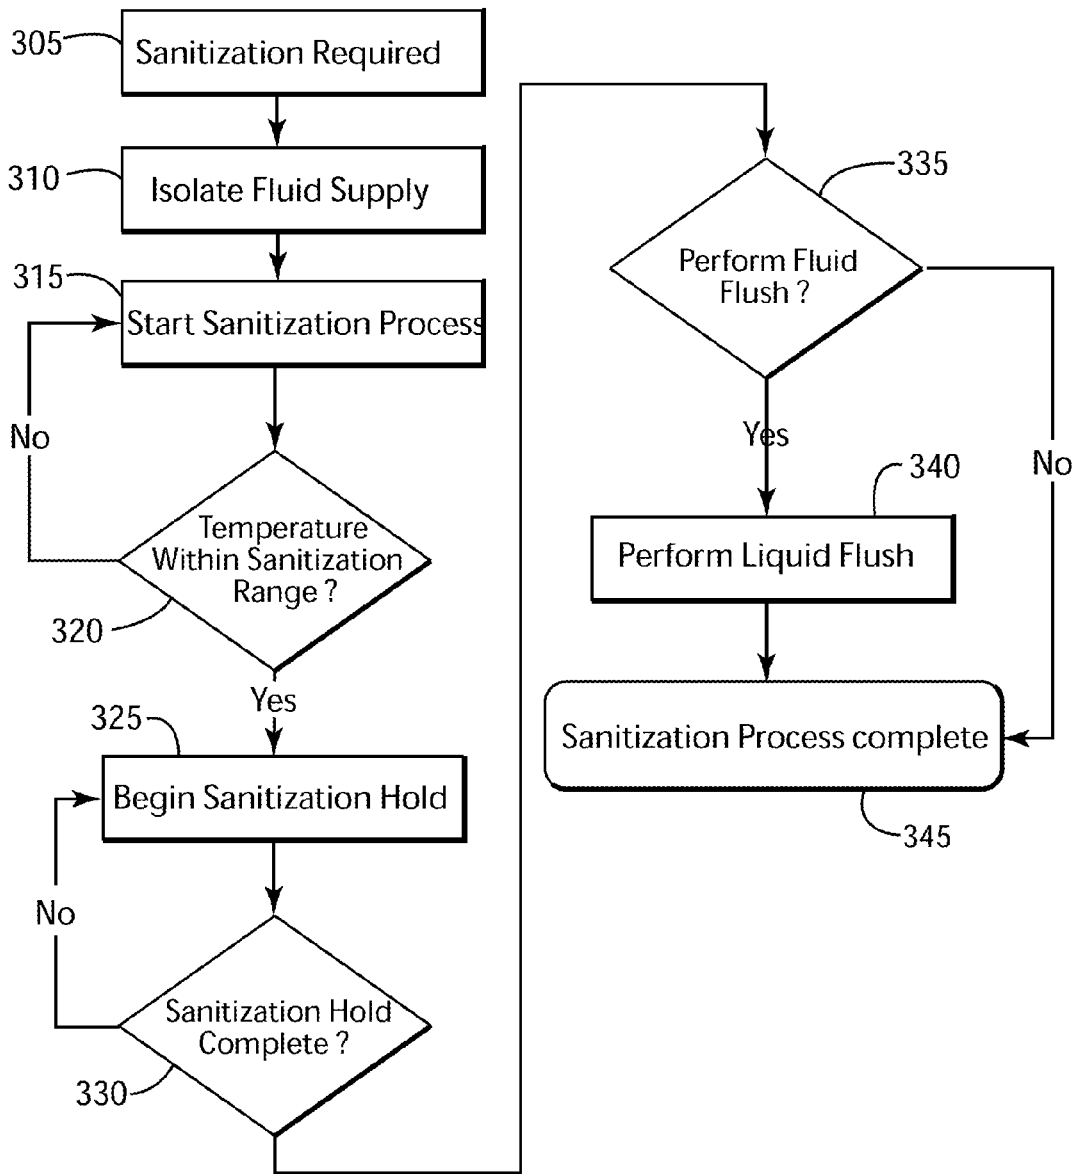 305
Sanitization Required
310
Isolate Fluid Supply
315
Start Sanitization Process
No
Temperature
Within Sanitization
Range ?
320
Yes
325
Begin Sanitization Hold
No
Sanitization Hold
Complete ?
330
335
Perform Fluid
Flush ?
Yes
No
340
Perform Liquid Flush
Sanitization Process complete
345